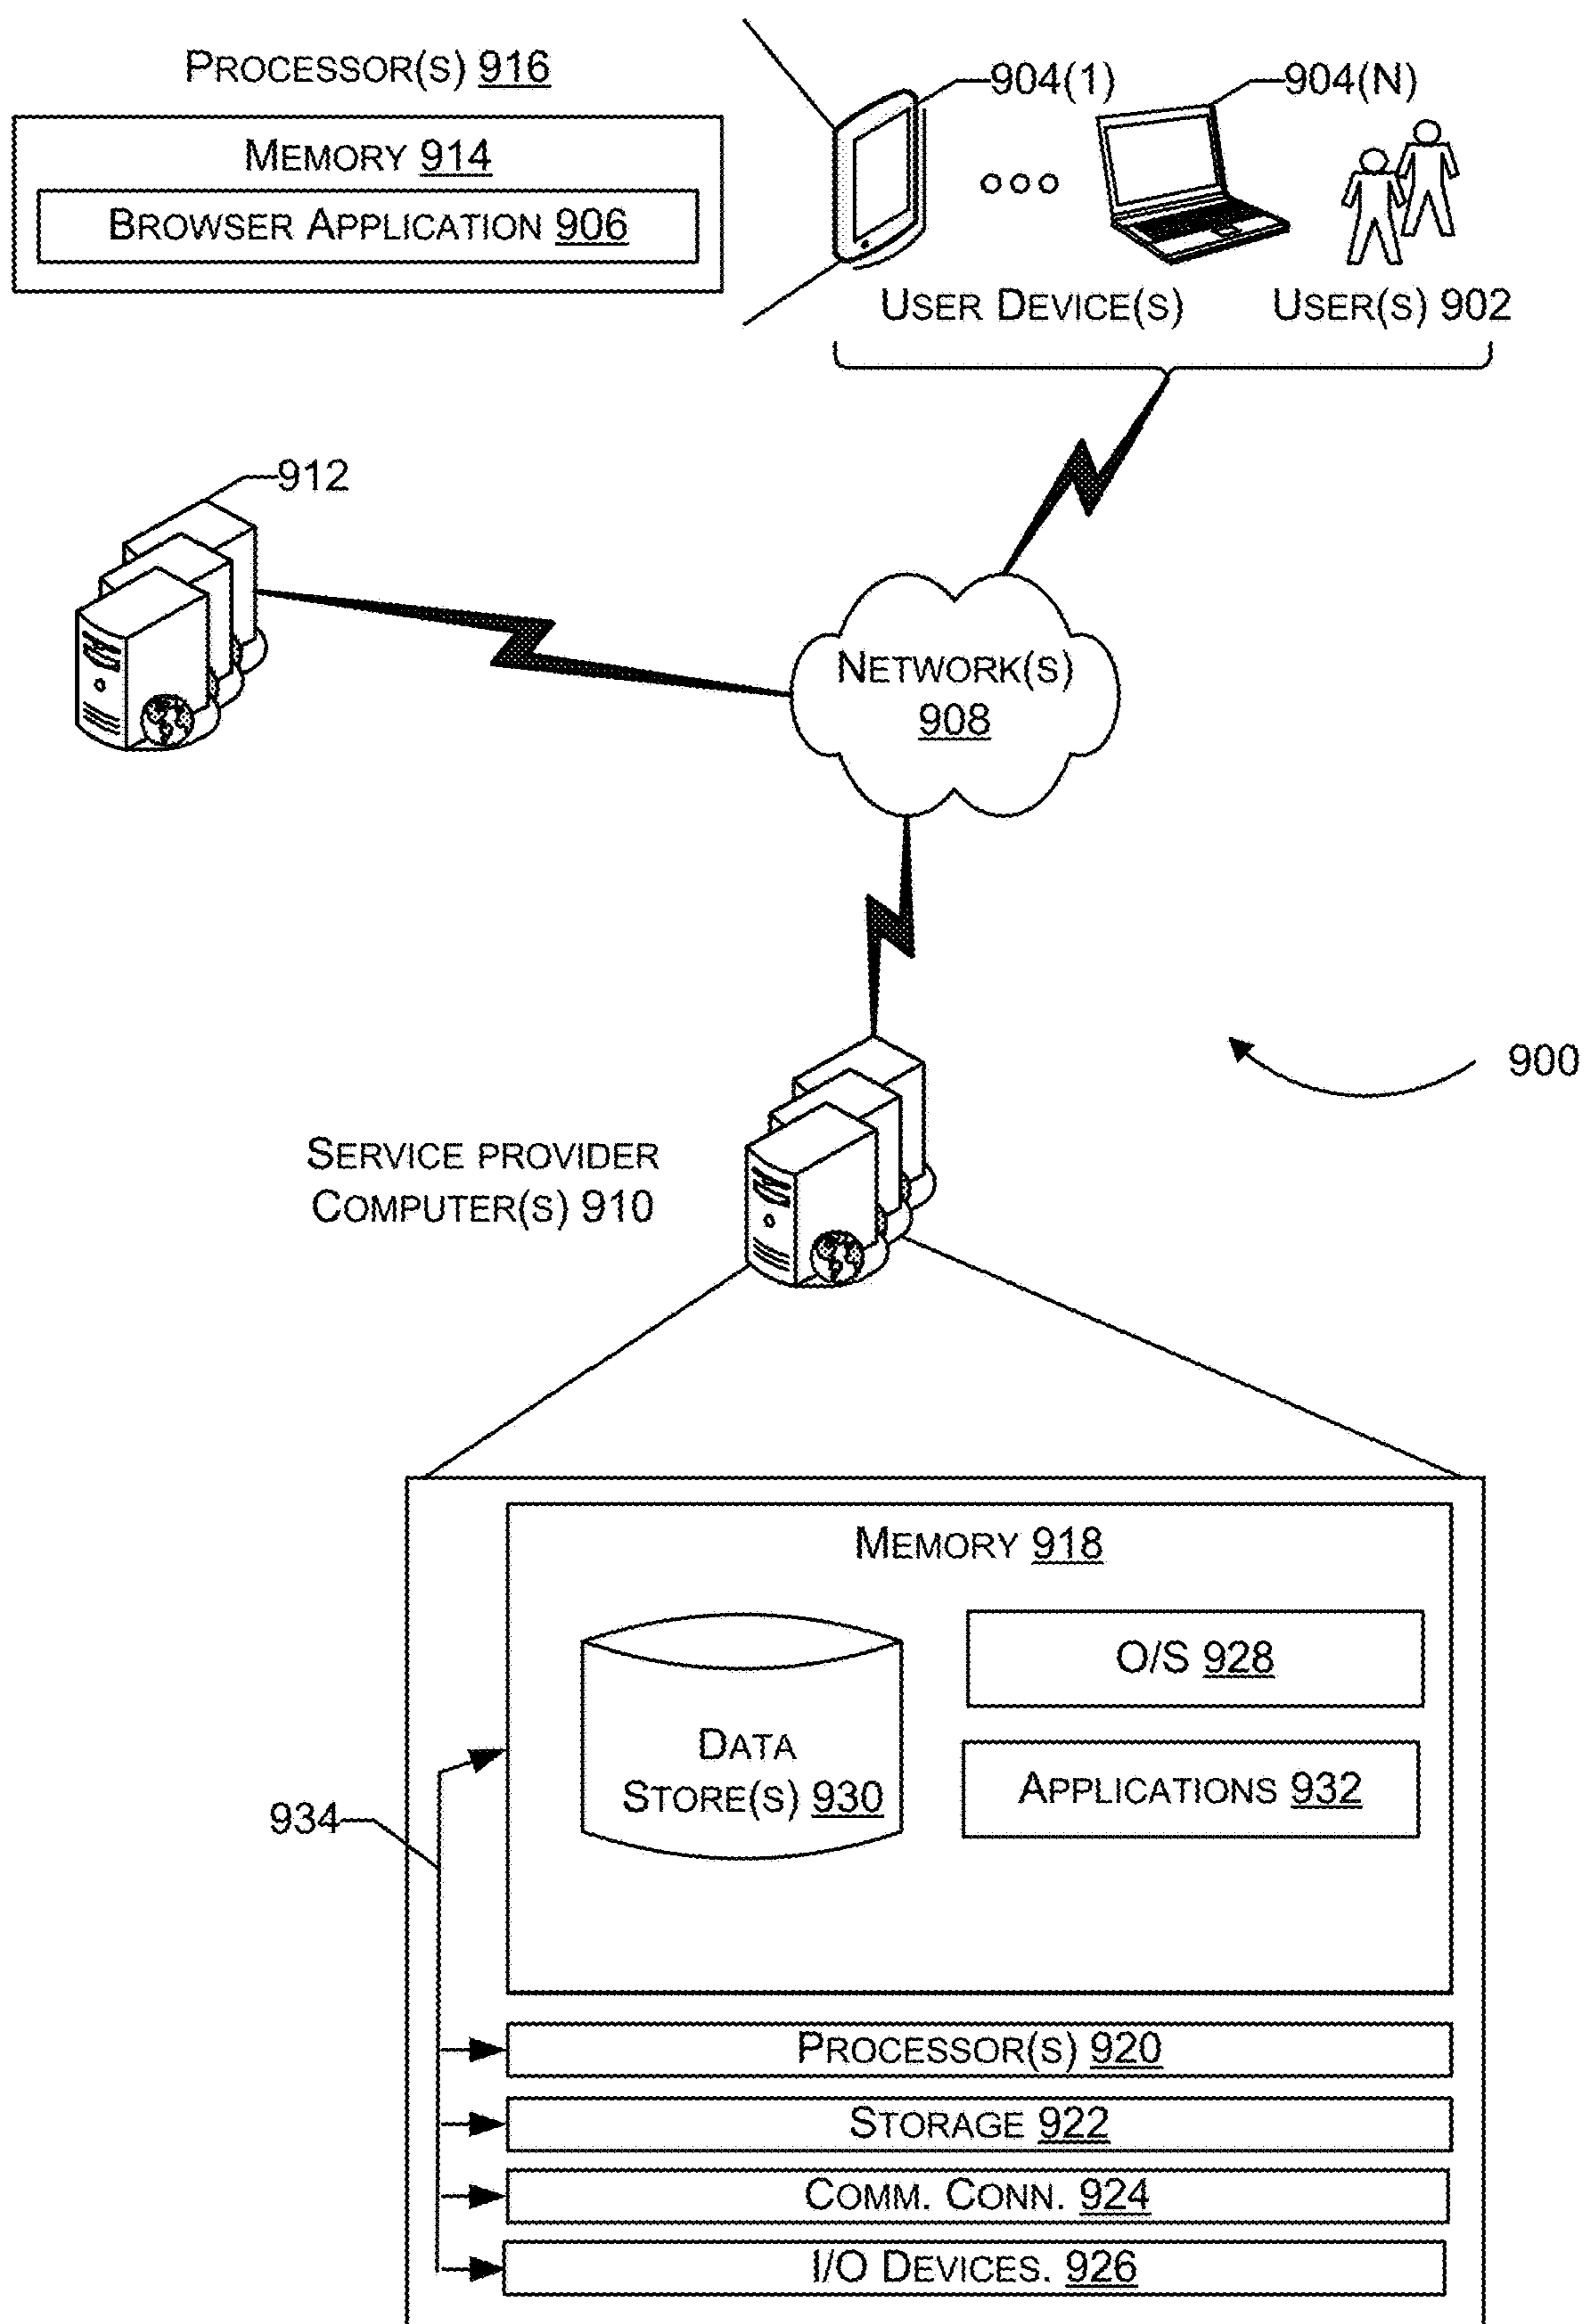 PROCESSOR(S) 916
MEMORY 914
BROWSER APPLICATION 906
904(1)
904(N)
USER DEVICE(S)
USER(S) 902
912
NETWORK(S)
908
900
SERVICE PROVIDER
COMPUTER(S) 910
MEMORY 918
O/S 928
DATA
STORE(S) 930
APPLICATIONS 932
934
PROCESSOR(S) 920
STORAGE 922
COMM. CONN. 924
I/O DEVICES. 926